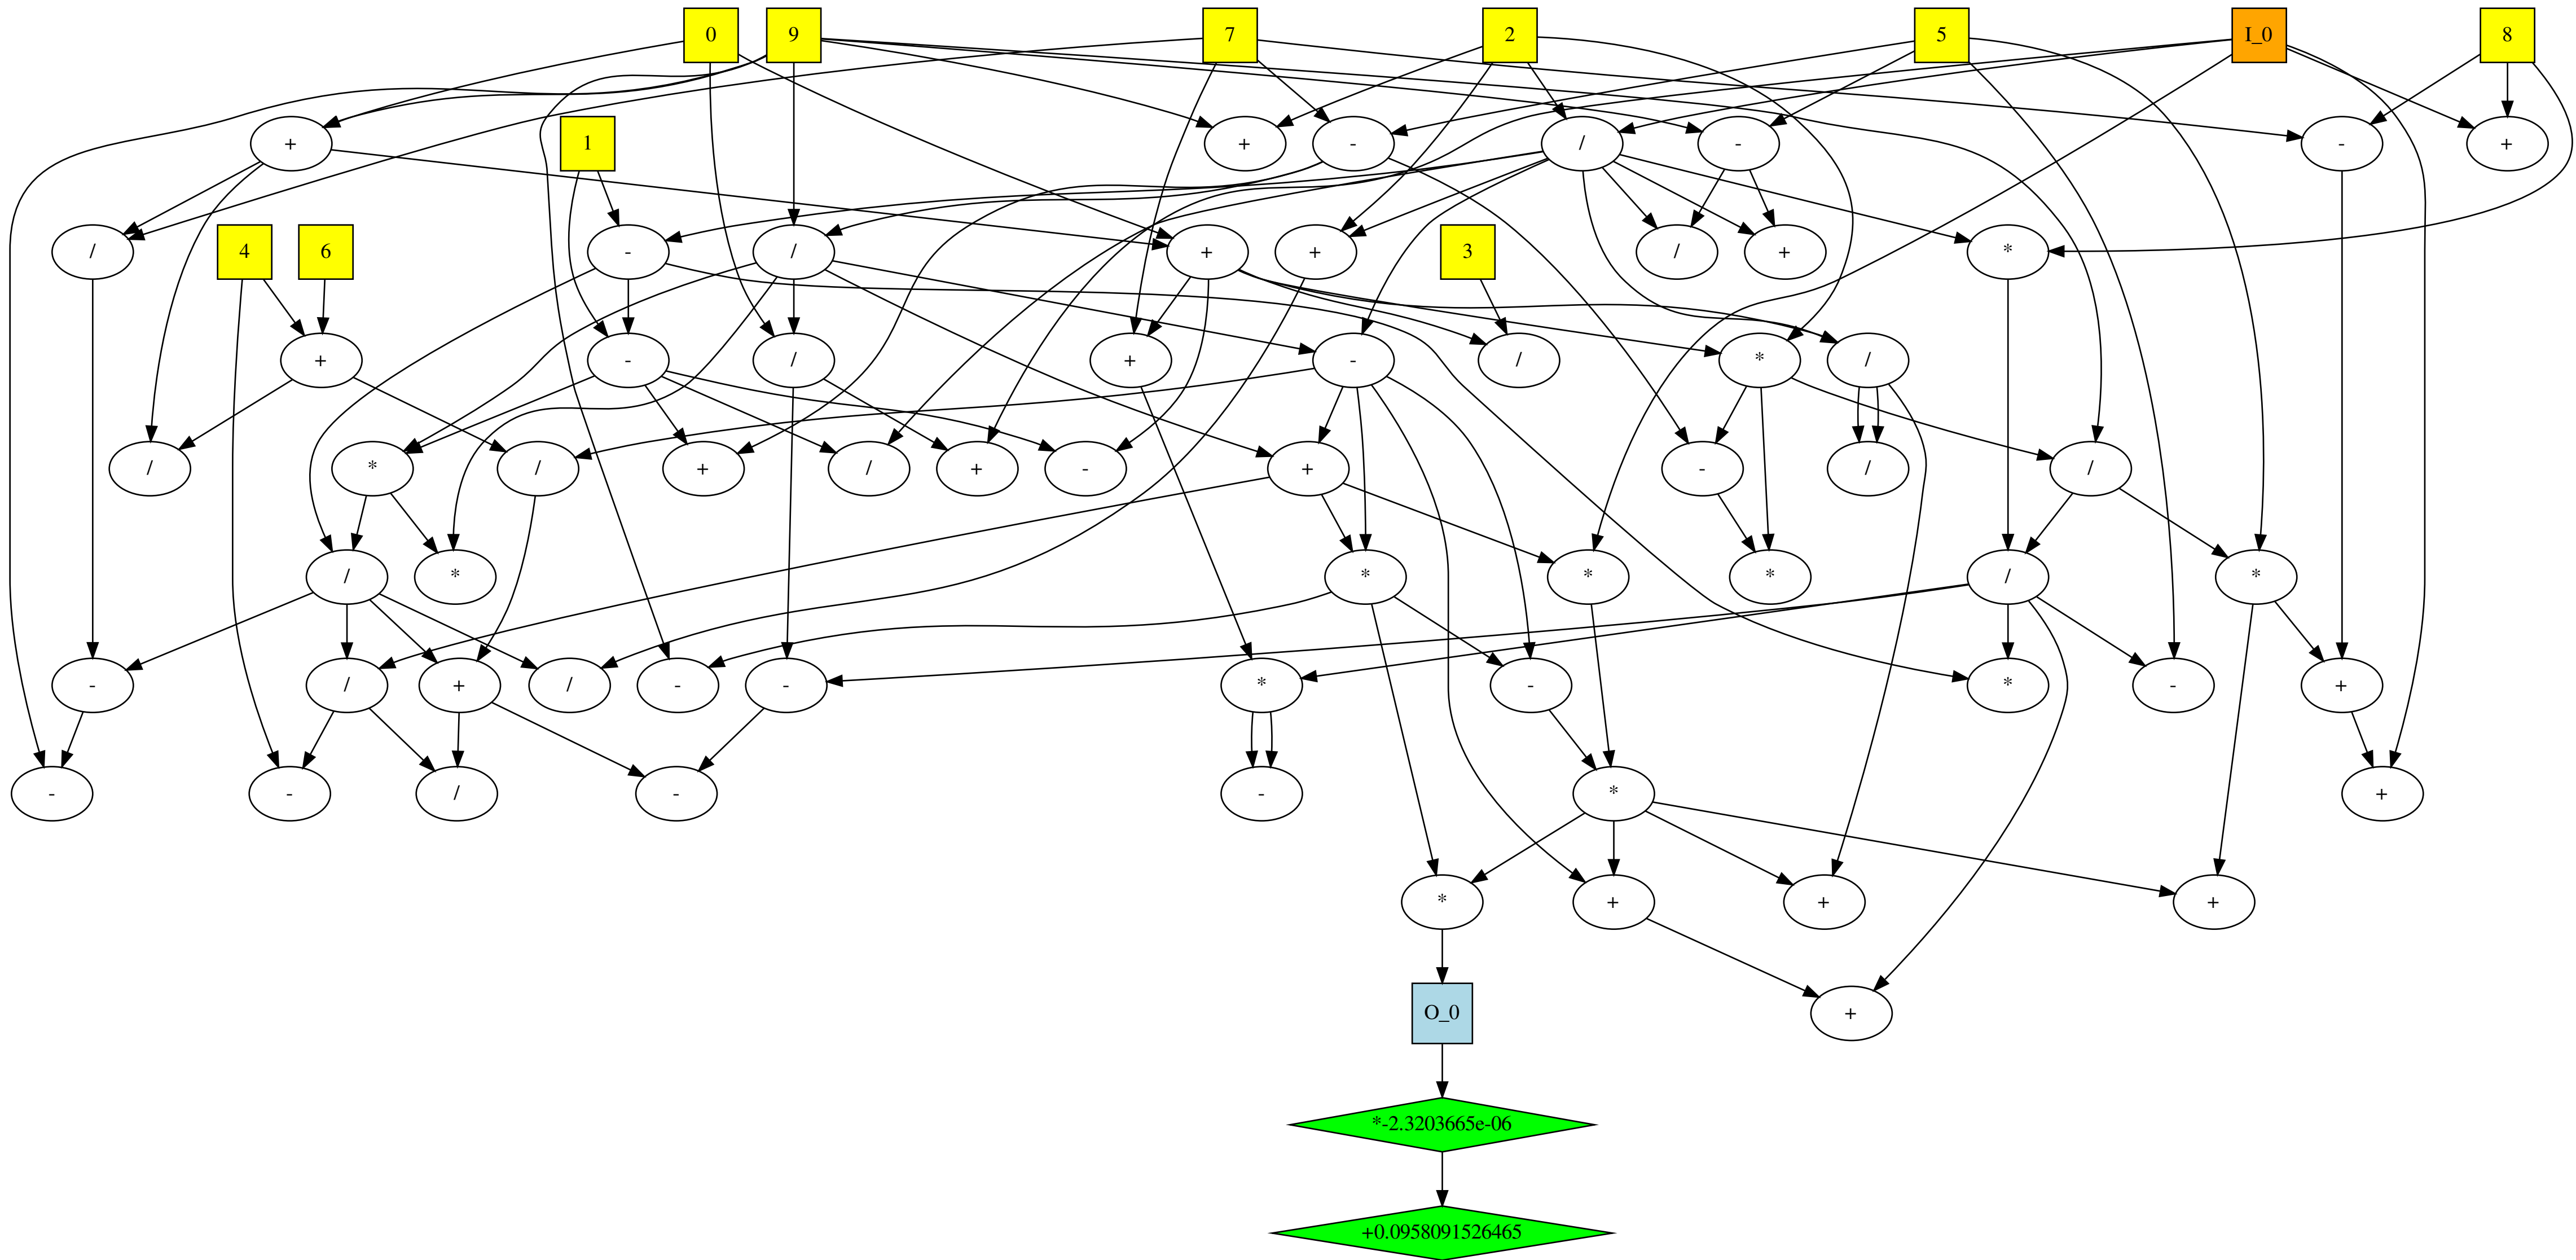 0 9 7 2 5 I_0 8
1 + + - / - - +
4 6 / - / + + 3 / + *
+ - / + - / * /
/ * / + / + - + - / /
/ * * * * / *
- / + / - - * - * - +
- - / - - * +
* + + +
O_0 +
*-2.3203665e-06
+0.0958091526465